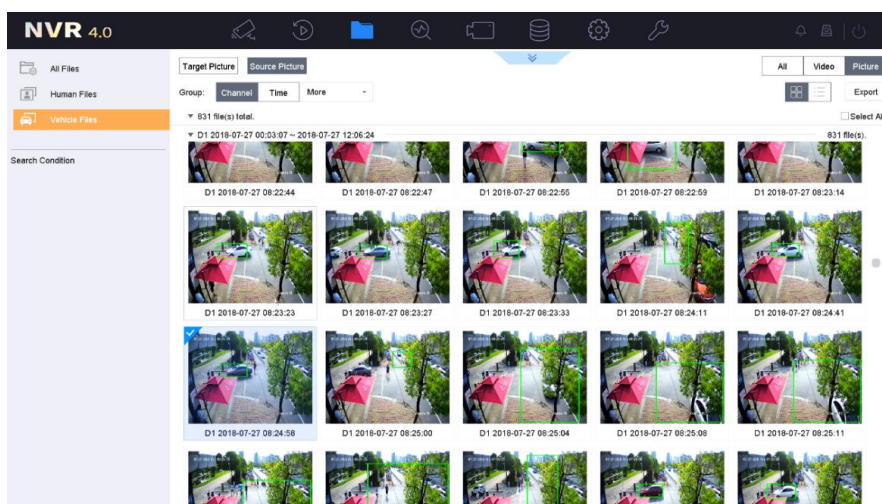 NVR 4.0
All Files
Human Files
Vehicle Files
Search Condition
Target Picture Source Picture
All Video Picture
Group: Channel Time More
Export
831 file(s) total.
Select Al
D1 2018-07-27 00:03:07 ~ 2018-07-27 12:06:24
831 file(s).
D1 2018-07-27 08:22:44 D1 2018-07-27 08:22:47 D1 2018-07-27 08:22:55 D1 2018-07-27 08:22:59 D1 2018-07-27 08:23:14
D1 2018-07-27 08:23:23 D1 2018-07-27 08:23:27 D1 2018-07-27 08:23:33 D1 2018-07-27 08:24:11 D1 2018-07-27 08:24:41
D1 2018-07-27 08:24:58 D1 2018-07-27 08:25:00 D1 2018-07-27 08:25:04 D1 2018-07-27 08:25:08 D1 2018-07-27 08:25:11